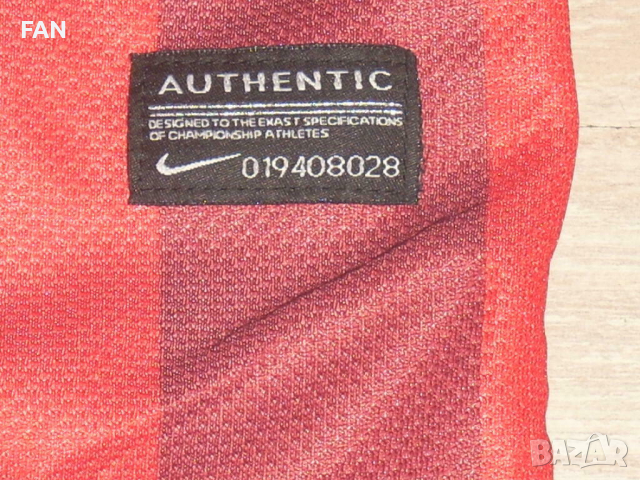 FAN
AUTHENTIC
DESIGNED TO THE EXAST SPECIFICATIONS
OF CHAMPIONSHIP ATHLETES
019408028
BAZAR